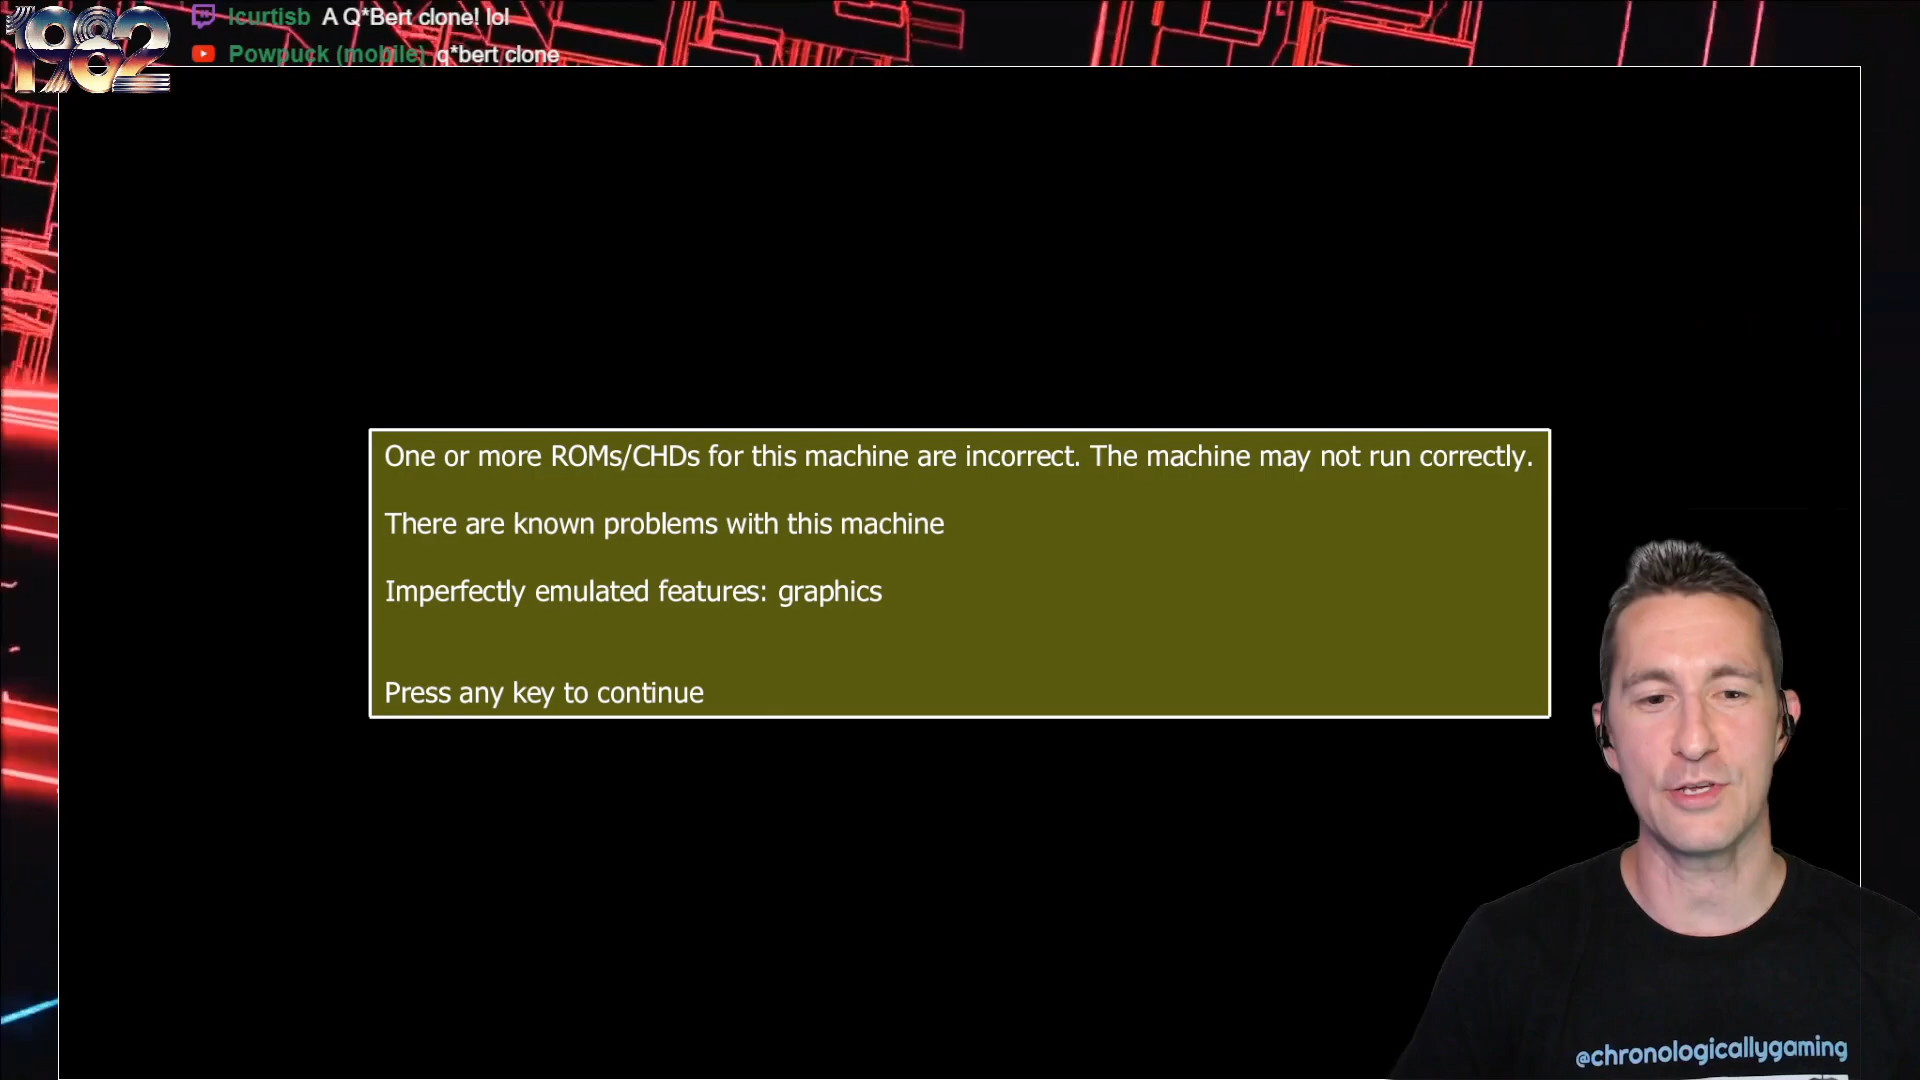 1982
lcurtisb A Q*Bert clone! lol
Powpuck (mobile) q*bert clone
One or more ROMs/CHDs for this machine are incorrect. The machine may not run correctly.
There are known problems with this machine
Imperfectly emulated features: graphics
Press any key to continue
@chronologicallygaming